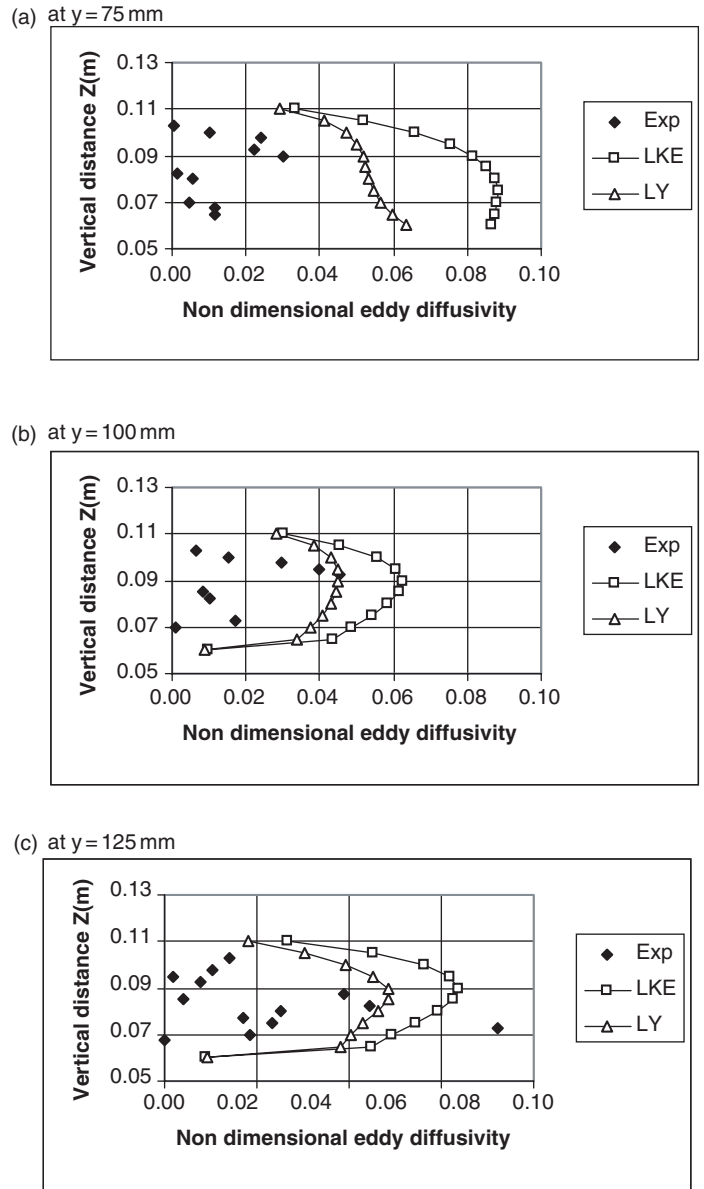 (a) at y = 75 mm
Vertical distance Z(m)
0.13
0.11
0.09
0.07
0.05
0.00 0.02 0.04 0.06 0.08 0.10
Non dimensional eddy diffusivity
Exp
LKE
LY
(b) at y = 100 mm
Vertical distance Z(m)
0.13
0.11
0.09
0.07
0.05
0.00 0.02 0.04 0.06 0.08 0.10
Non dimensional eddy diffusivity
Exp
LKE
LY
(c) at y = 125 mm
Vertical distance Z(m)
0.13
0.11
0.09
0.07
0.05
0.00 0.02 0.04 0.06 0.08 0.10
Non dimensional eddy diffusivity
Exp
LKE
LY